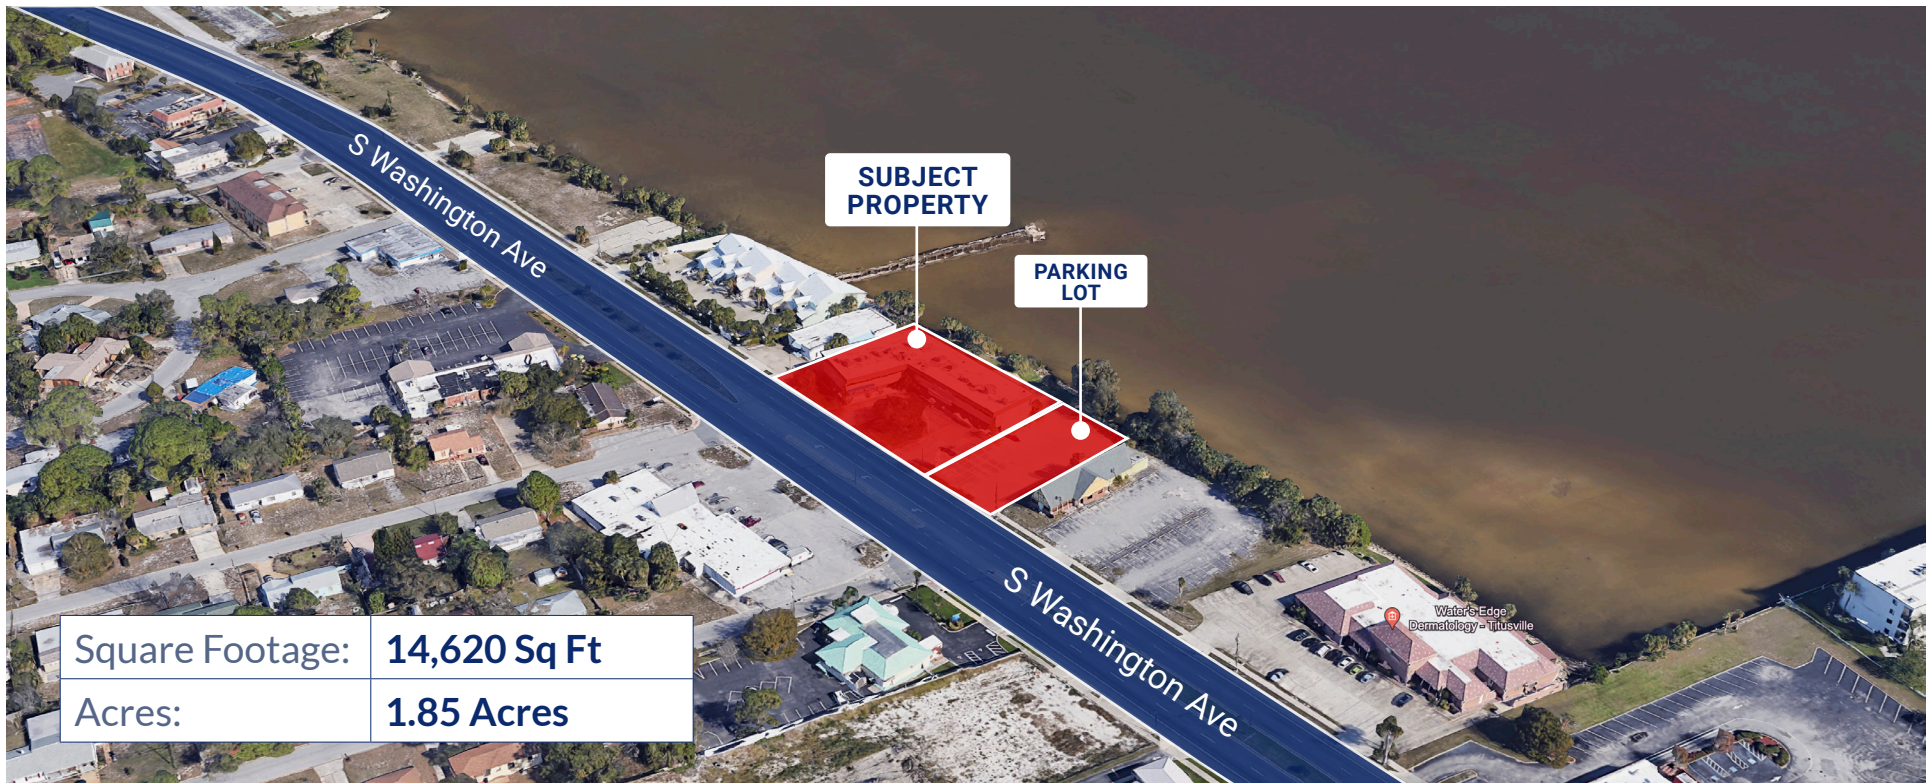 S Washington Ave
SUBJECT
PROPERTY
PARKING
LOT
S Washington Ave
Water's Edge
Dermatology - Titusville
Square Footage: 14,620 Sq Ft
Acres: 1.85 Acres